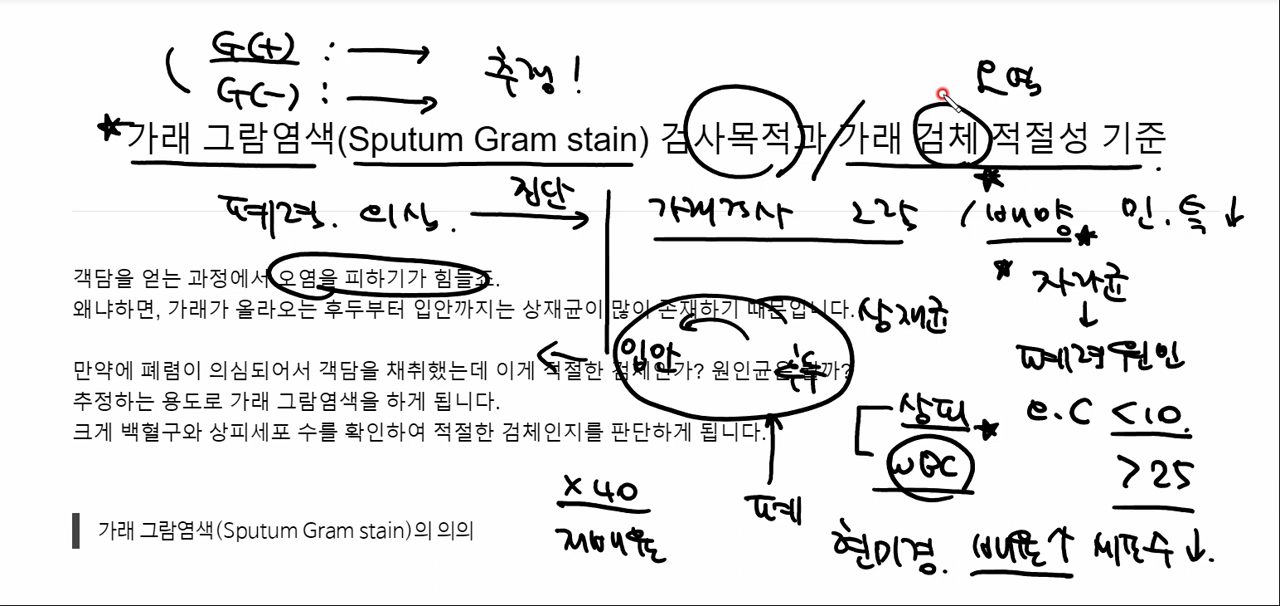 G(+) : → 추정!
G(-) : →
오염
*가래 그람염색(Sputum Gram stain) 검사목적과 / 가래 검체 적절성 기준
폐렴. 의심. → 진단
가래검사 / 배양 민.특↓
객담을 얻는 과정에서 오염을 피하기가 힘들죠.
왜냐하면, 가래가 올라오는 후두부터 입안까지는 상재균이 많이 존재하기 때문입니다.
상재균
자라균
↓
폐렴원인
입안
만약에 폐렴이 의심되어서 객담을 채취했는데 이게 적절한 검체인가? 원인균은 뭘까?
추정하는 용도로 가래 그람염색을 하게 됩니다.
크게 백혈구와 상피세포 수를 확인하여 적절한 검체인지를 판단하게 됩니다.
상피 e.C <10.
WBC >25
x40
저배율
폐
현미경. 배율↑ 세포수↓.
가래 그람염색(Sputum Gram stain)의 의의